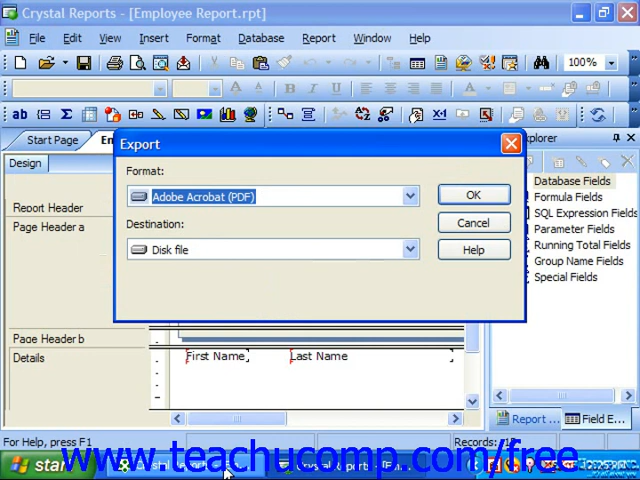 Crystal Reports - [Employee Report.rpt]
File Edit View Insert Format Database Report Window Help
100%
Start Page
Design
Export
Format:
Adobe Acrobat (PDF)
OK
Destination:
Cancel
Disk file
Help
Report Header
Page Header a
Page Header b
Details
First Name
Last Name
Database Fields
Formula Fields
SQL Expression Fields
Parameter Fields
Running Total Fields
Group Name Fields
Special Fields
Report ...
Field E...
For Help, press F1
Records:
start
www.teachucomp.com/free